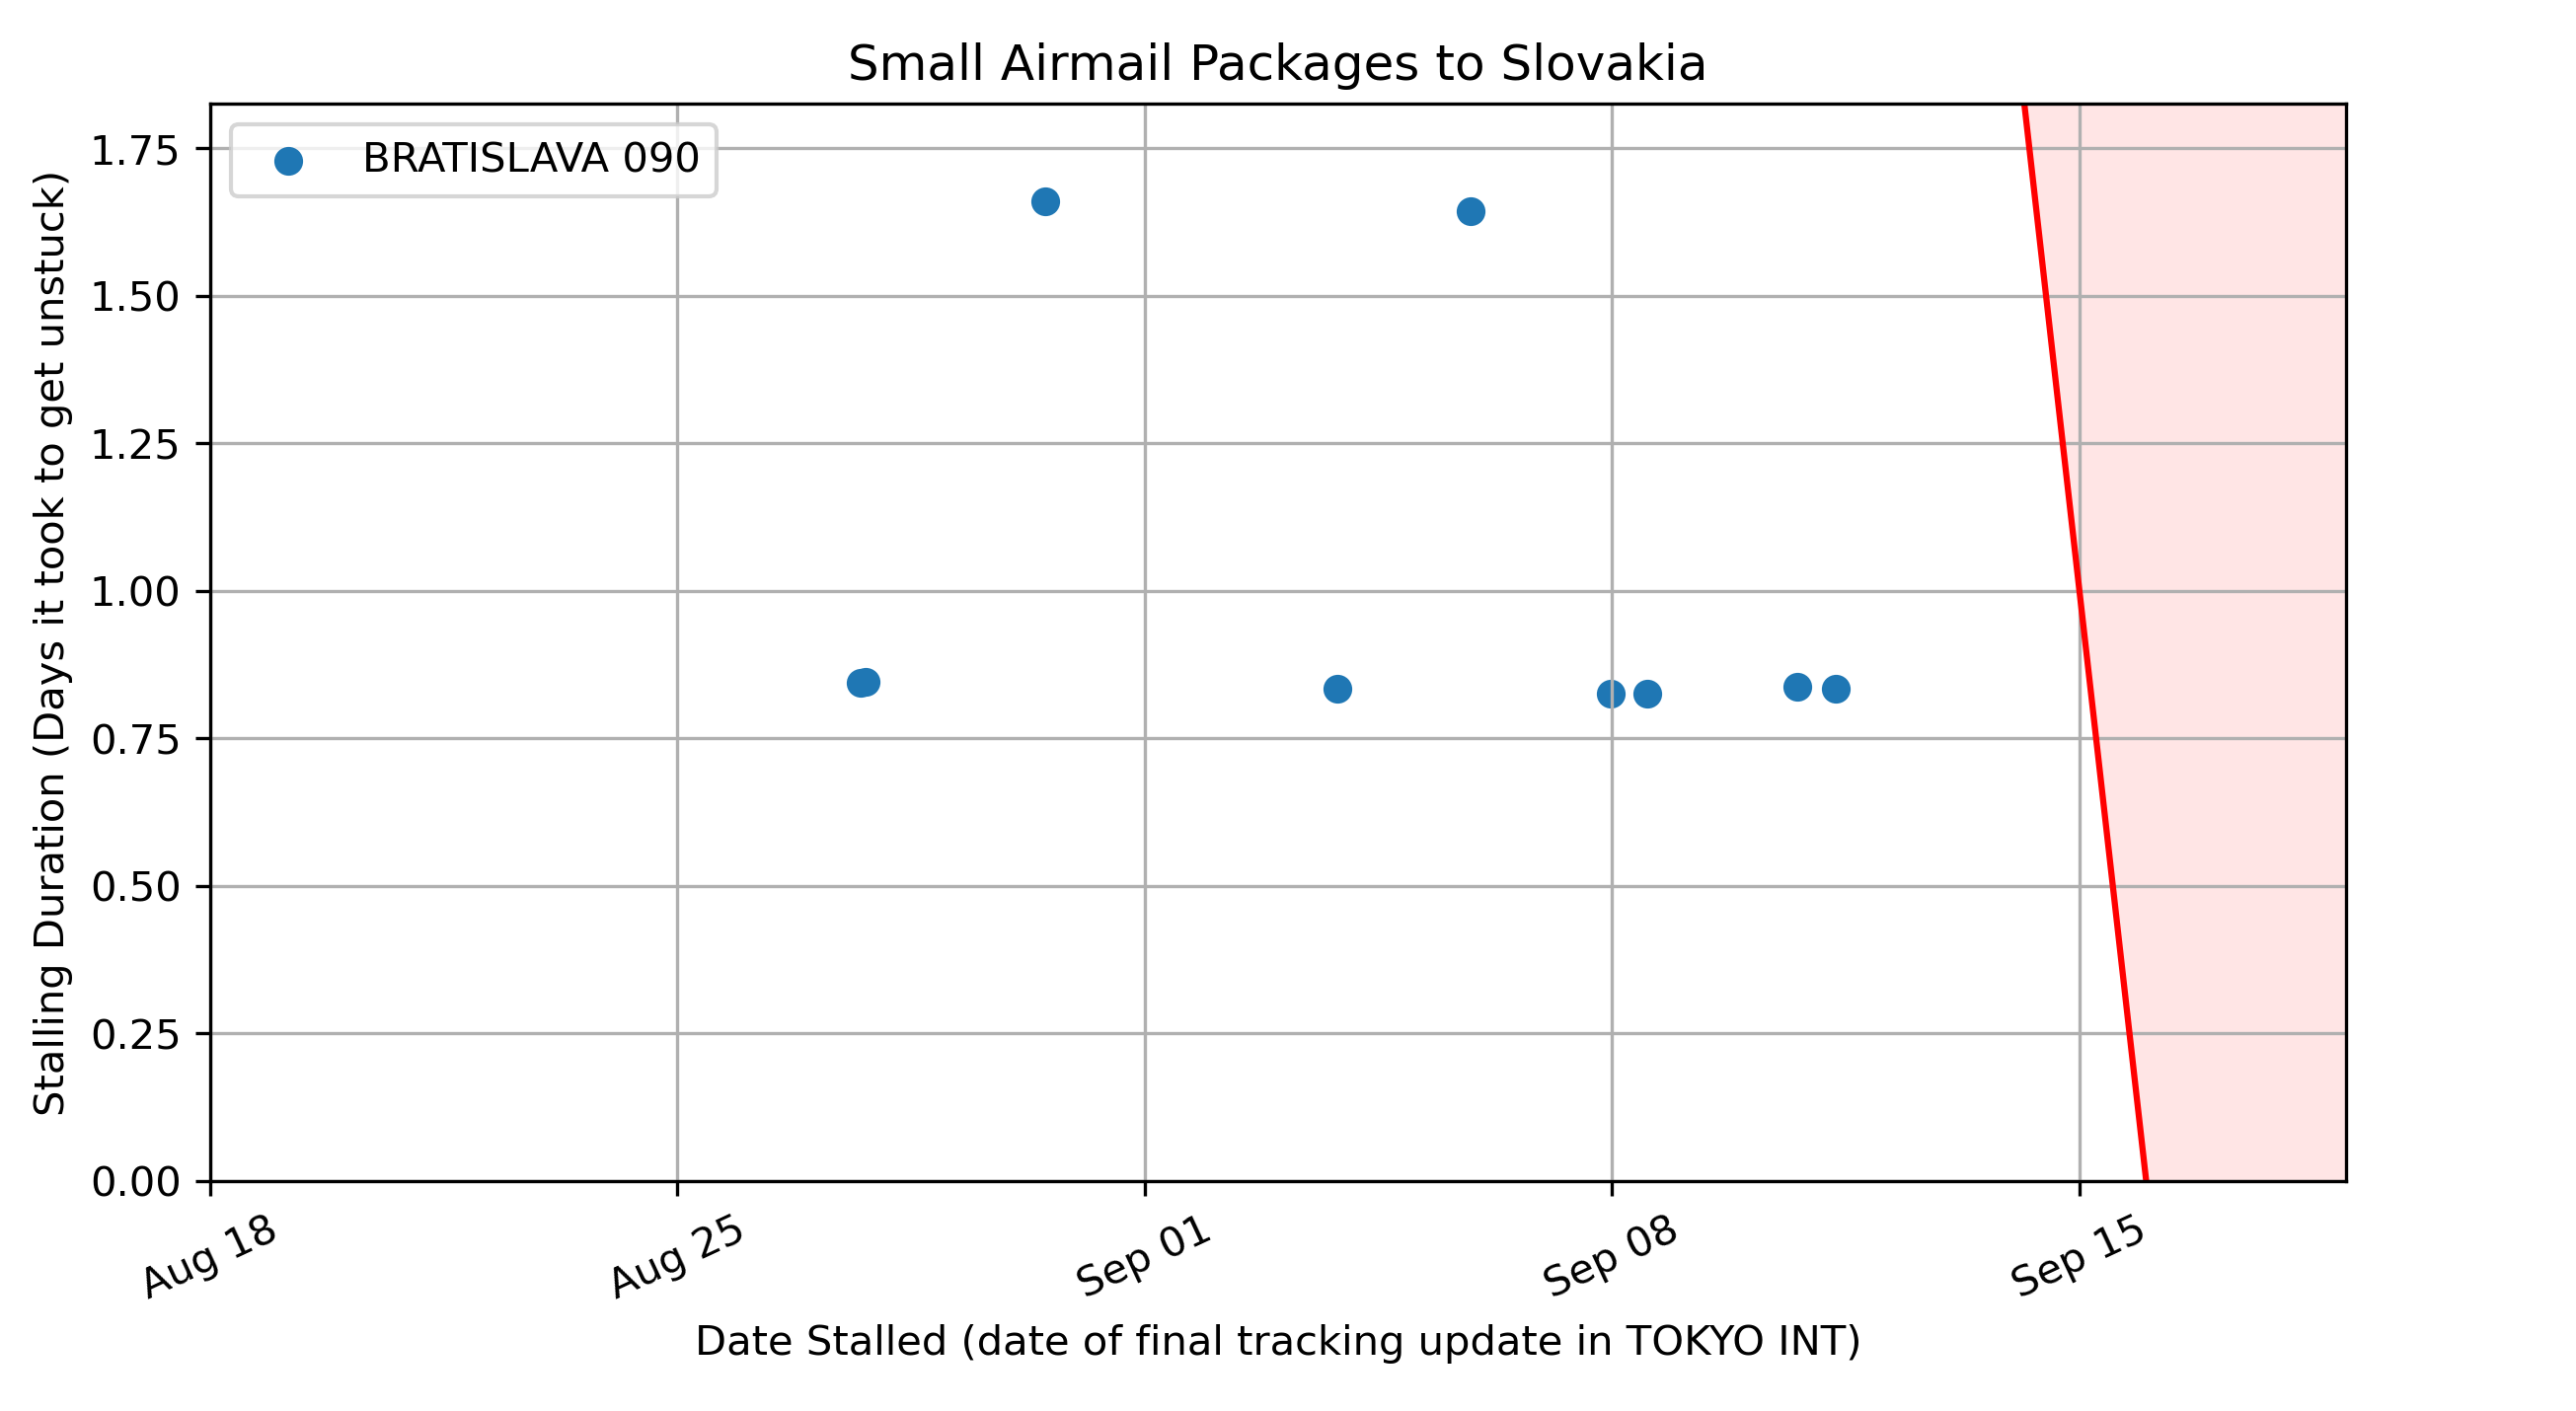 Small Airmail Packages to Slovakia
BRATISLAVA 090
Stalling Duration (Days it took to get unstuck)
1.75
1.50
1.25
1.00
0.75
0.50
0.25
0.00
Aug 18
Aug 25
Sep 01
Sep 08
Sep 15
Date Stalled (date of final tracking update in TOKYO INT)